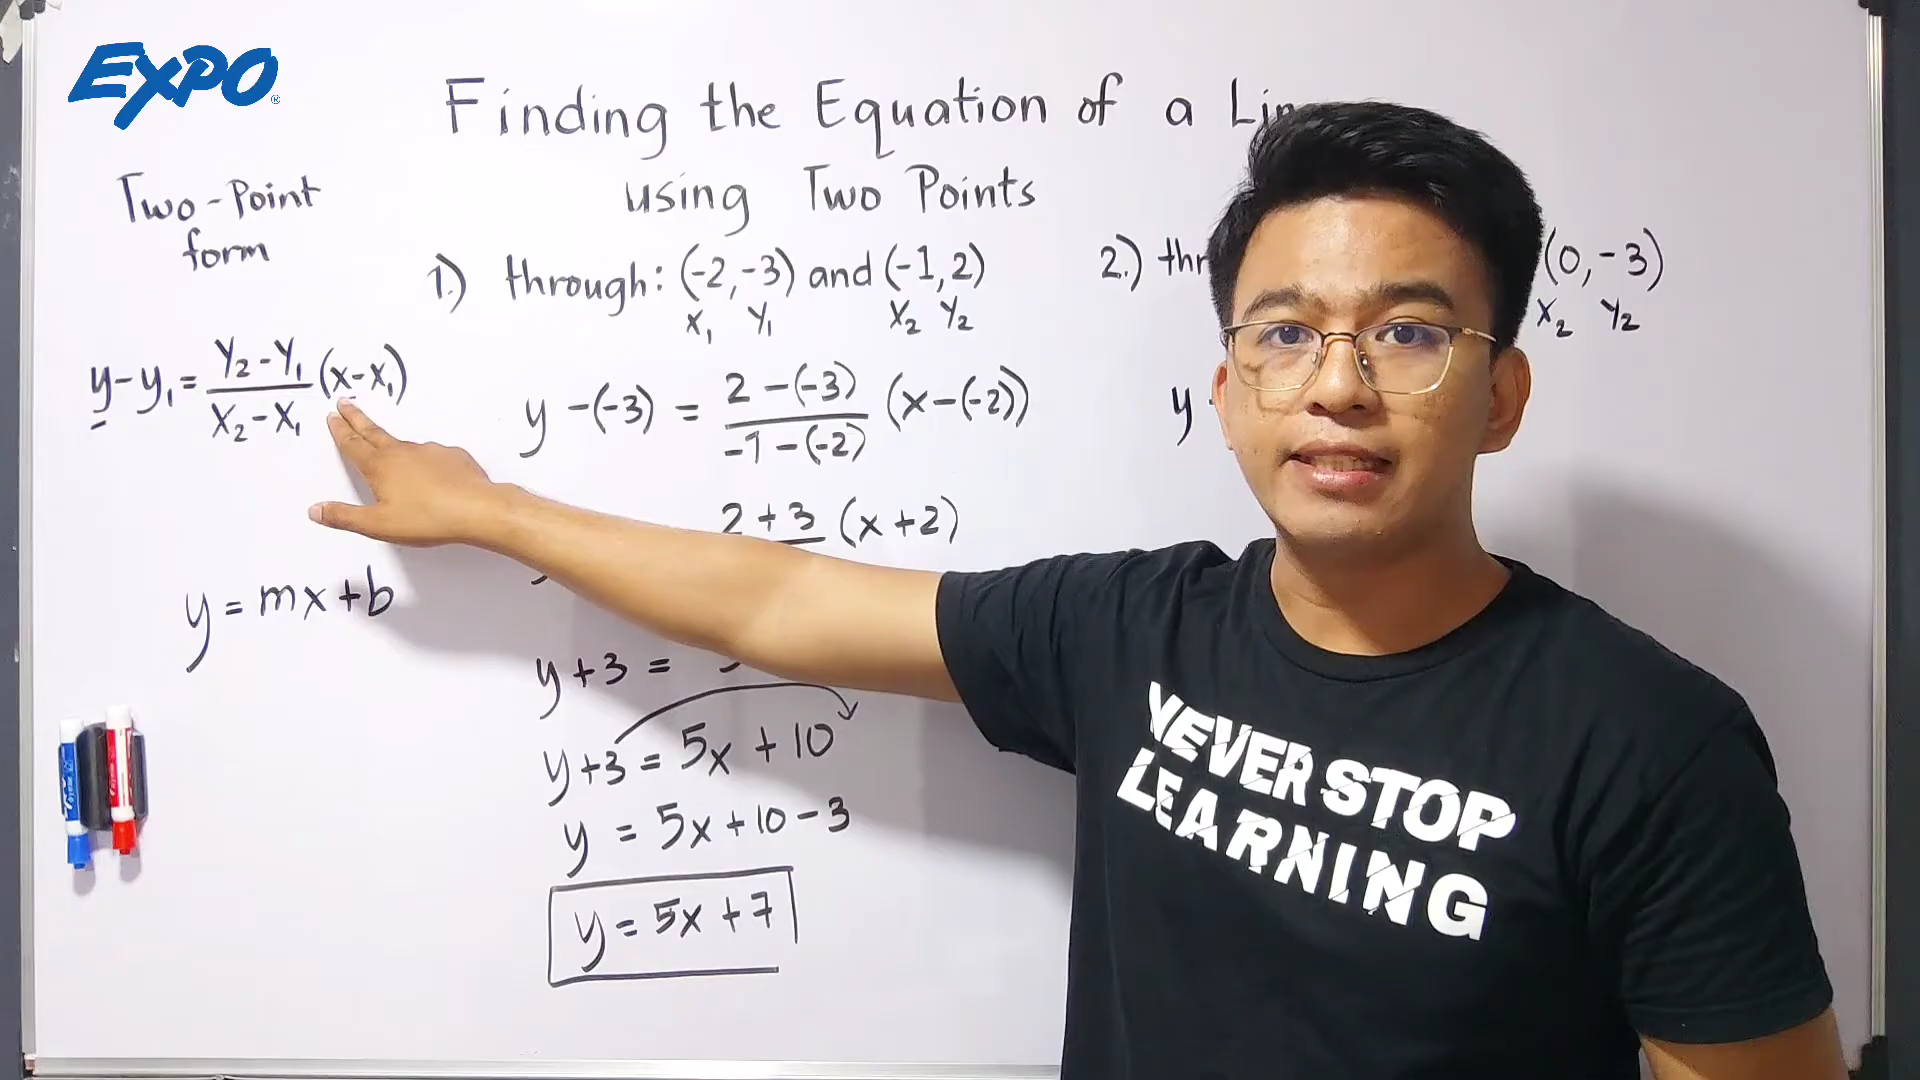 EXPO
Finding the Equation of a Lin
using Two Points
Two-Point
form
y-y₁ = Y₂-Y₁/X₂-X₁ (x-X₁)
y = mx+b
1.) through: (-2,-3) and (-1,2)
X₁ Y₁ X₂ Y₂
y -(-3) = 2-(-3)/-1-(-2) (x-(-2))
2+3 (x+2)
y+3 =
y+3 = 5x+10
y = 5x+10-3
y = 5x+7
2.) thr (0,-3)
X₂ Y₂
y -
NEVER STOP
LEARNING